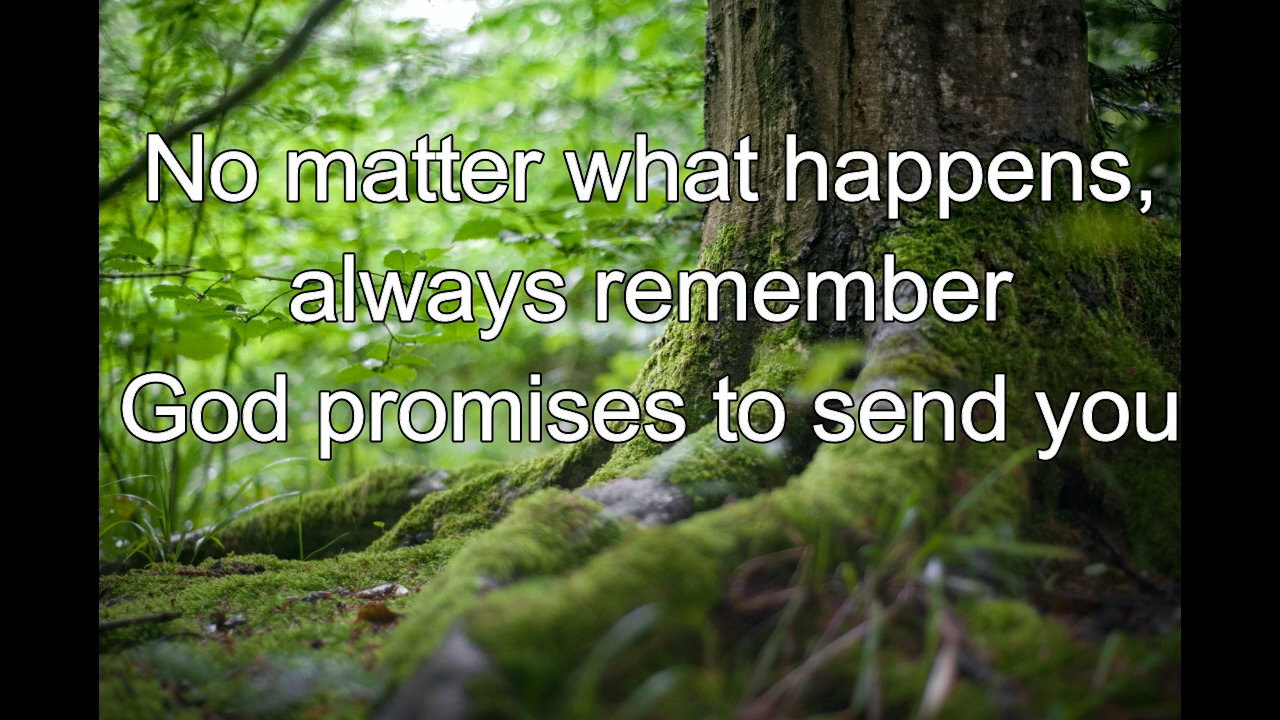 No matter what happens,
always remember
God promises to send you